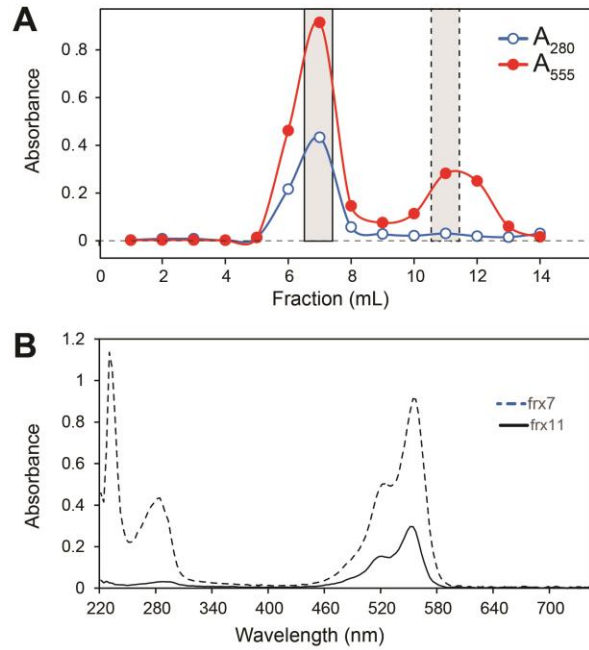 A
Absorbance
0.8
0.6
0.4
0.2
0
A280
A555
0 2 4 6 8 10 12 14
Fraction (mL)
B
Absorbance
1.2
1
0.8
0.6
0.4
0.2
0
frx7
frx11
220 280 340 400 460 520 580 640 700
Wavelength (nm)